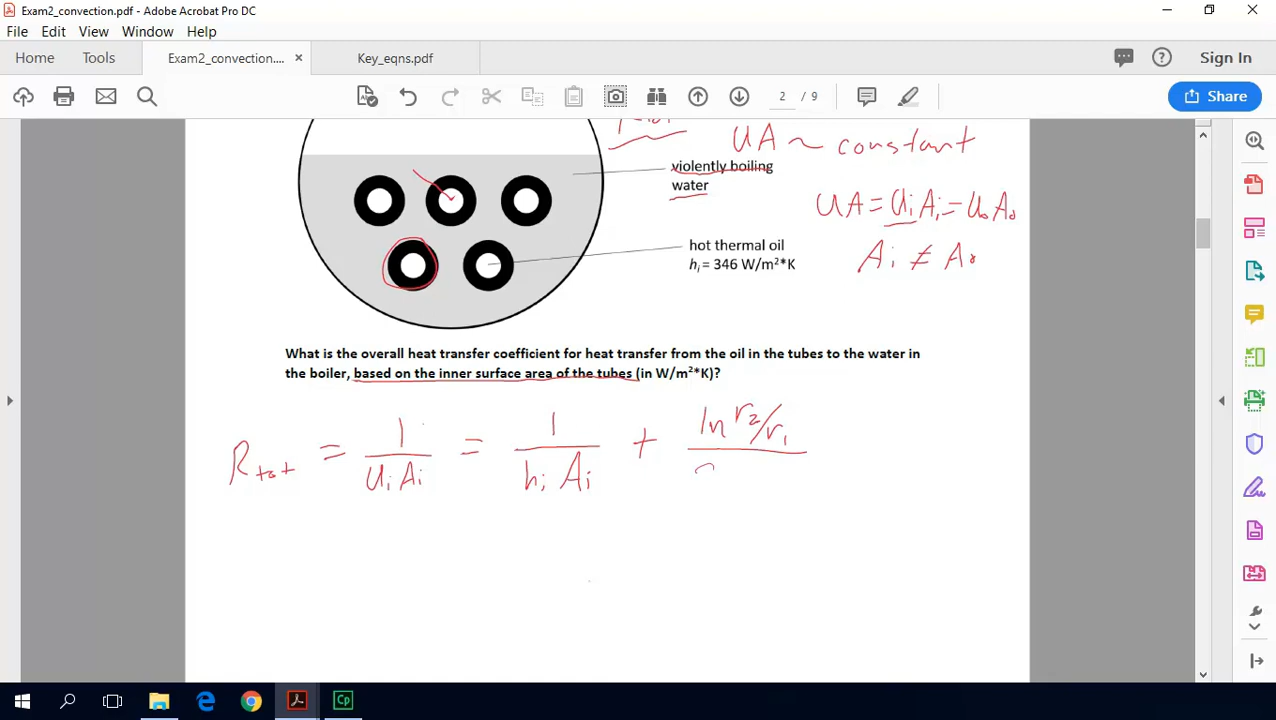 Exam2_convection.pdf - Adobe Acrobat Pro DC
File Edit View Window Help
Home Tools Exam2_convection.... × Key_eqns.pdf Sign In
2 / 9 Share
UA ~ constant
violently boiling
water
UA = UiAi = UoAo
hot thermal oil
hi = 346 W/m²*K
Ai ≠ Ao
What is the overall heat transfer coefficient for heat transfer from the oil in the tubes to the water in
the boiler, based on the inner surface area of the tubes (in W/m²*K)?
Rtot = 1/UiAi = 1/hiAi + ln r2/r1
Cp